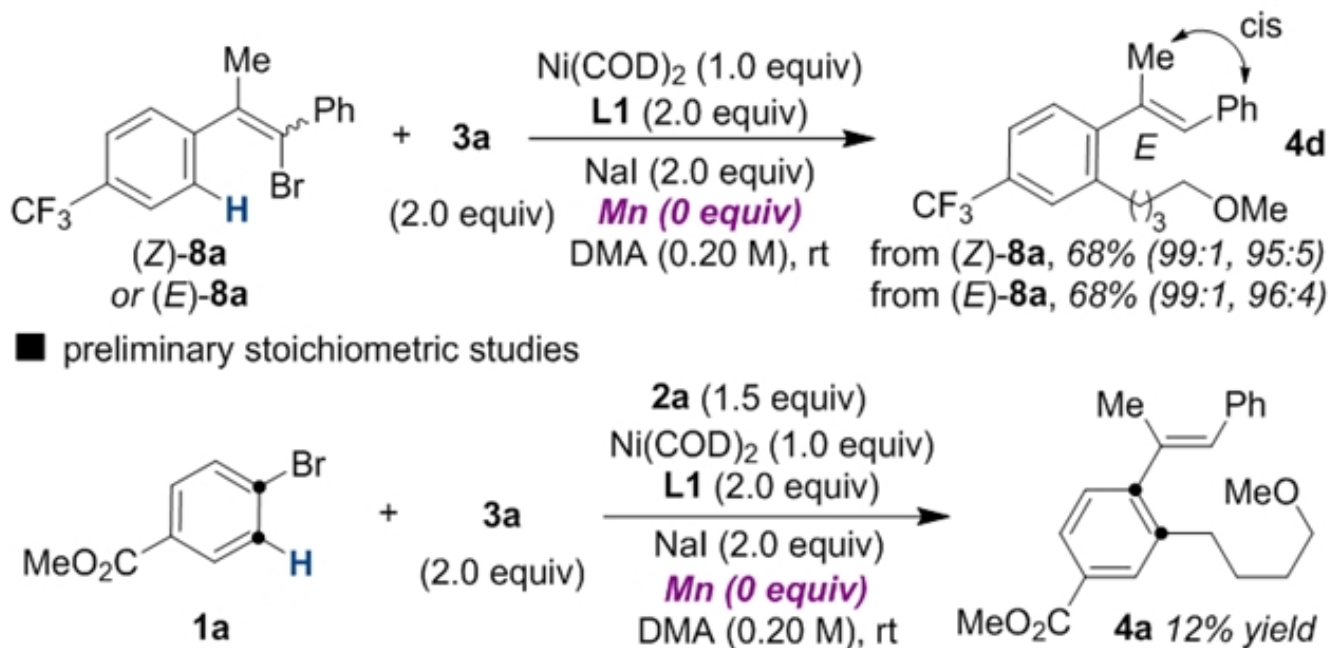 Me
Ph
Br
H
CF₃
(Z)-8a
or (E)-8a
+
3a
(2.0 equiv)
Ni(COD)₂ (1.0 equiv)
L1 (2.0 equiv)
NaI (2.0 equiv)
Mn (0 equiv)
DMA (0.20 M), rt
cis
Me
Ph
E
4d
CF₃
()₃
OMe
from (Z)-8a, 68% (99:1, 95:5)
from (E)-8a, 68% (99:1, 96:4)
■ preliminary stoichiometric studies
Br
H
MeO₂C
1a
+
3a
(2.0 equiv)
2a (1.5 equiv)
Ni(COD)₂ (1.0 equiv)
L1 (2.0 equiv)
NaI (2.0 equiv)
Mn (0 equiv)
DMA (0.20 M), rt
Me
Ph
MeO
MeO₂C
4a 12% yield